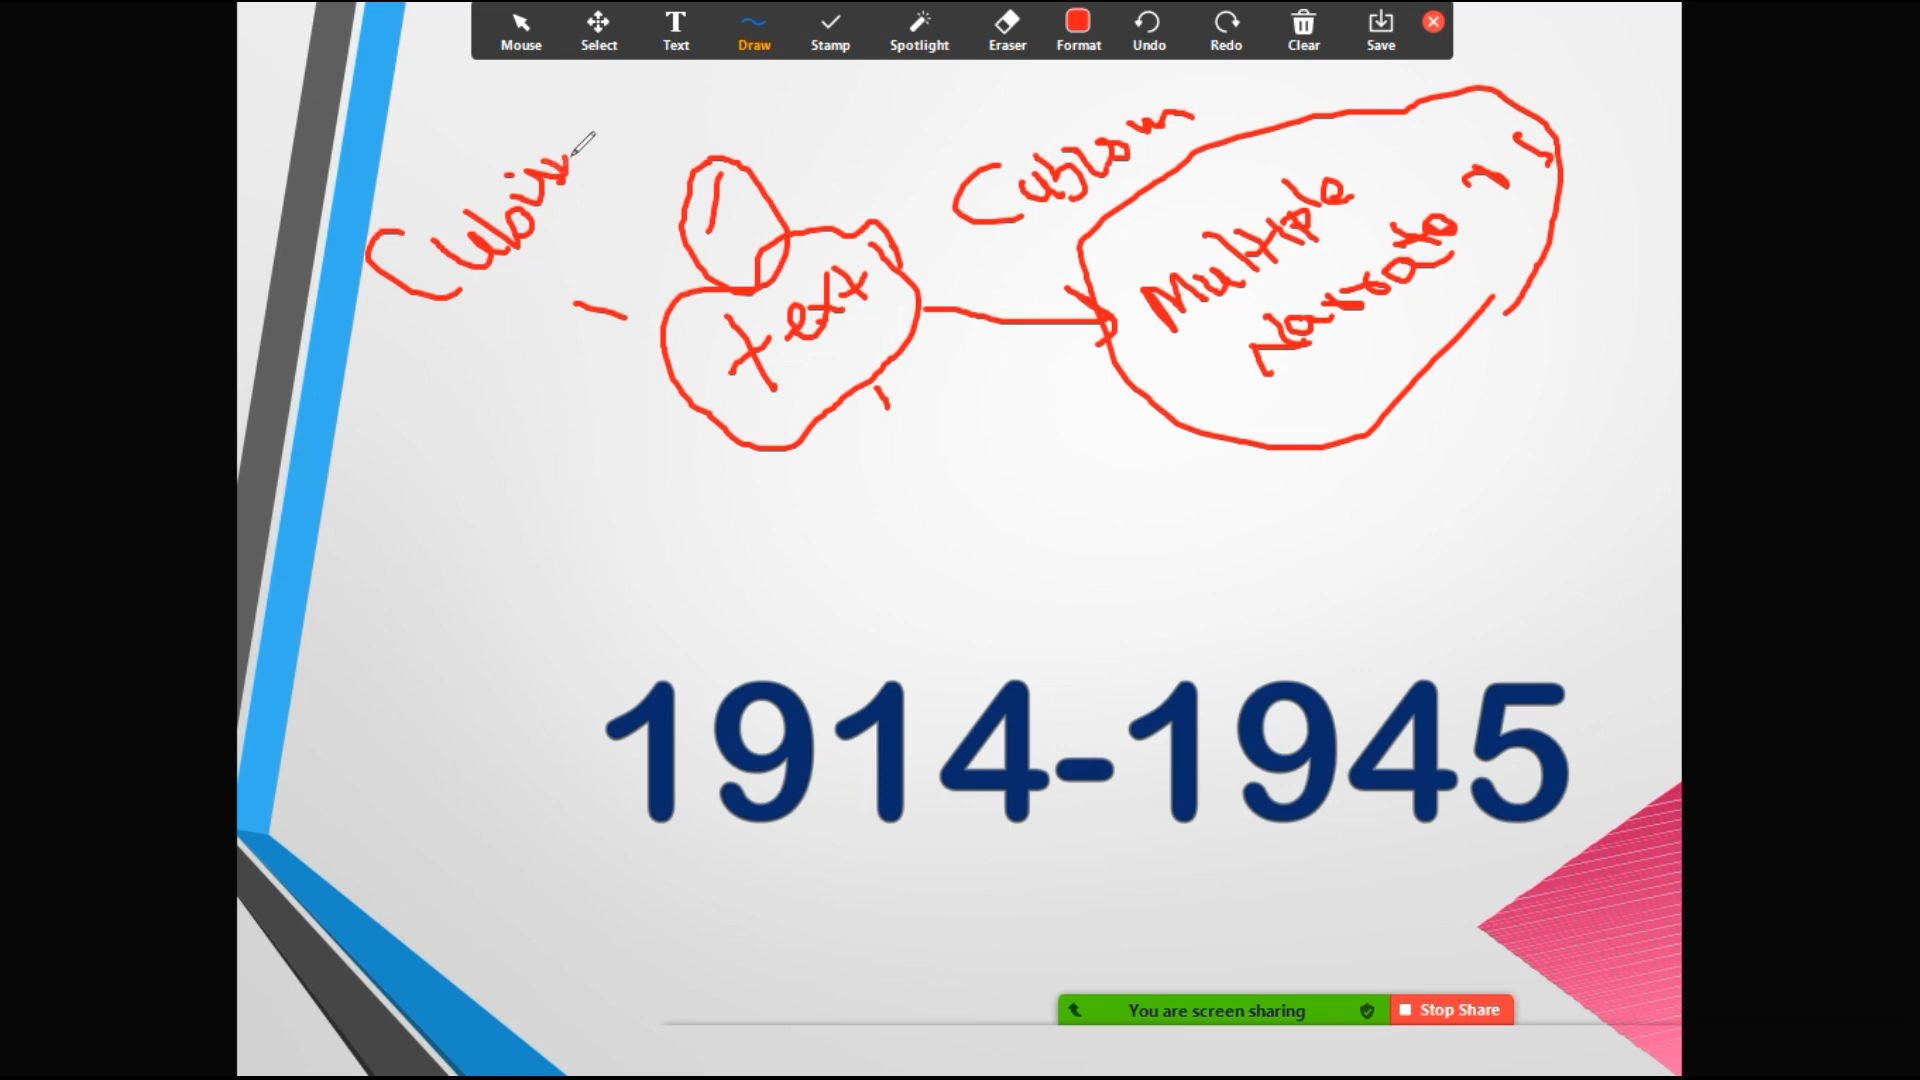 Mouse Select Text Draw Stamp Spotlight Eraser Format Undo Redo Clear Save
1
Text
Multiple
1914-1945
You are screen sharing Stop Share